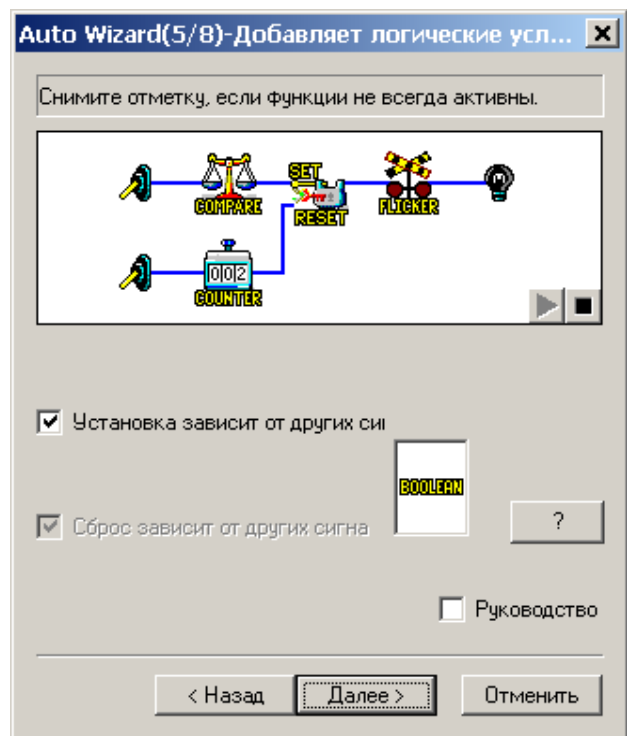 Auto Wizard(5/8)-Добавляет логические усл...
Снимите отметку, если функции не всегда активны.
SET
COMPARE
RESET
FLICKER
002
COUNTER
Установка зависит от других сиг
BOOLEAN
Сброс зависит от других сигна
?
Руководство
< Назад
Далее >
Отменить